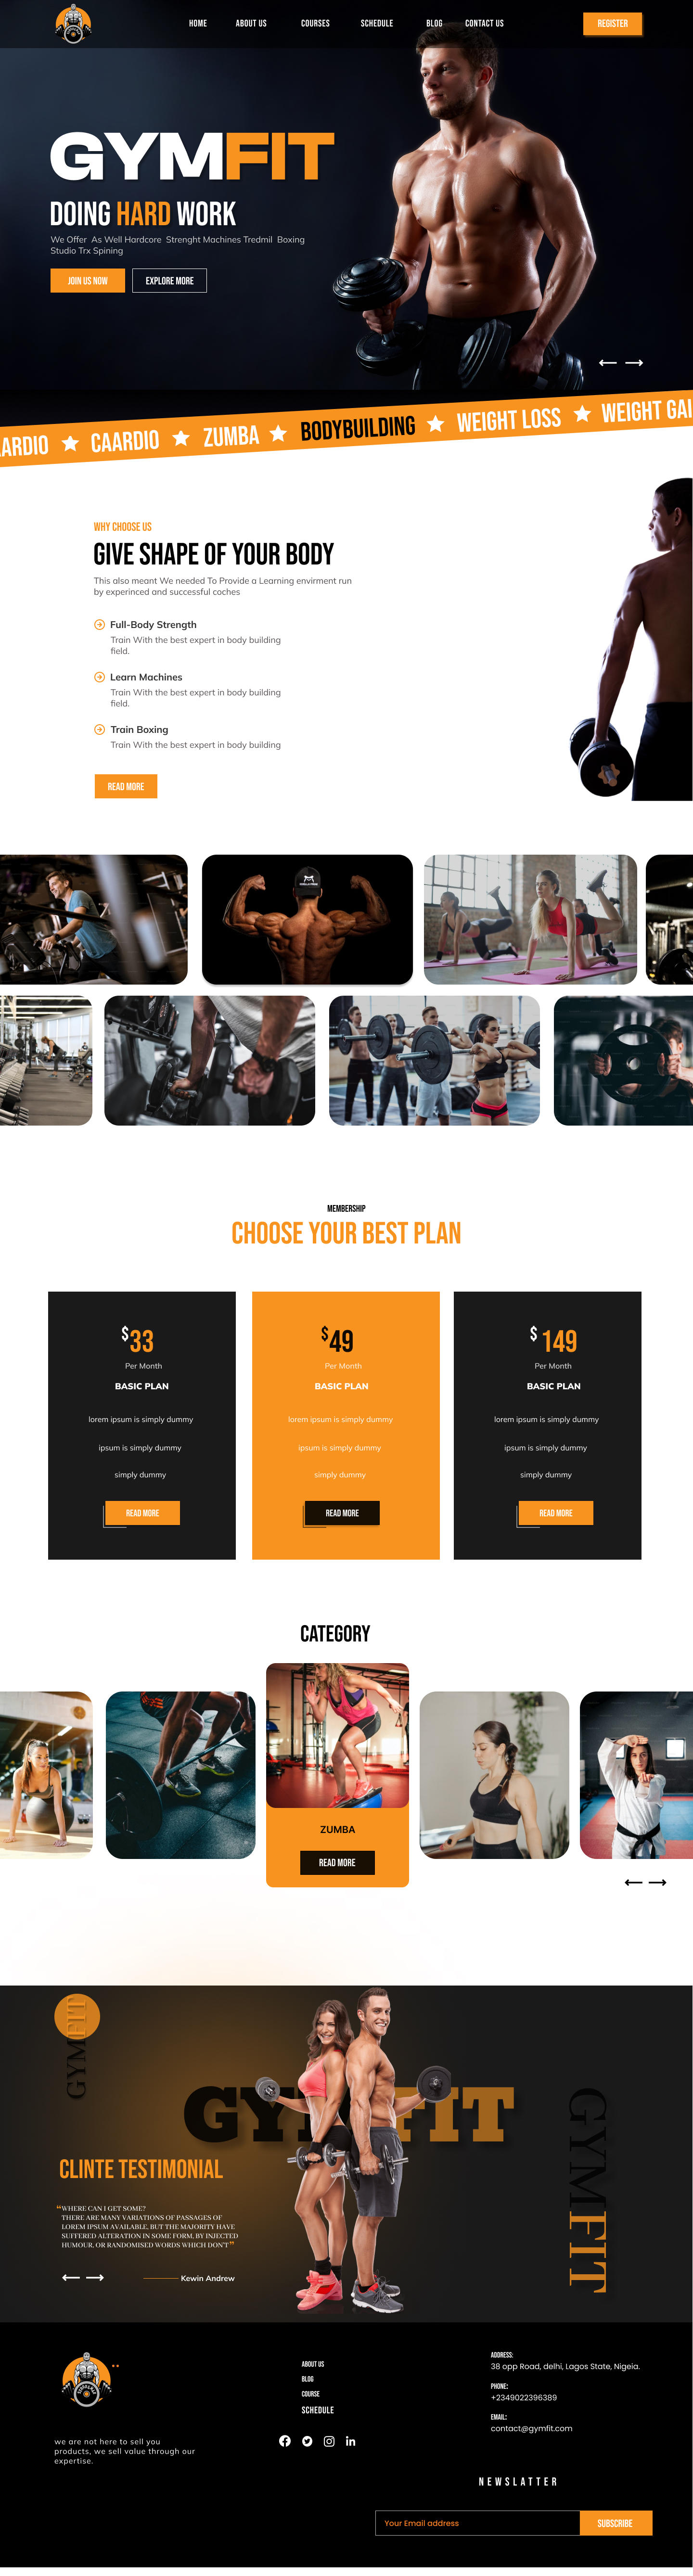 HOME ABOUT US COURSES SCHEDULE BLOG CONTACT US REGISTER
GYMFIT
DOING HARD WORK
We Offer As Well Hardcore Strenght Machines Tredmil Boxing
Studio Trx Spining
JOIN US NOW EXPLORE MORE
ARDIO CAARDIO ZUMBA BODYBUILDING WEIGHT LOSS WEIGHT GAI
WHY CHOOSE US
GIVE SHAPE OF YOUR BODY
This also meant We needed To Provide a Learning envirment run
by experinced and successful coches
Full-Body Strength
Train With the best expert in body building
field.
Learn Machines
Train With the best expert in body building
field.
Train Boxing
Train With the best expert in body building
READ MORE
MEMBERSHIP
CHOOSE YOUR BEST PLAN
$33
Per Month
BASIC PLAN
lorem ipsum is simply dummy
ipsum is simply dummy
simply dummy
READ MORE
$49
Per Month
BASIC PLAN
lorem ipsum is simply dummy
ipsum is simply dummy
simply dummy
READ MORE
$ 149
Per Month
BASIC PLAN
lorem ipsum is simply dummy
ipsum is simply dummy
simply dummy
READ MORE
CATEGORY
ZUMBA
READ MORE
GYMFIT
GY FIT
GYMFIT
CLINTE TESTIMONIAL
“WHERE CAN I GET SOME?
THERE ARE MANY VARIATIONS OF PASSAGES OF
LOREM IPSUM AVAILABLE, BUT THE MAJORITY HAVE
SUFFERED ALTERATION IN SOME FORM, BY INJECTED
HUMOUR, OR RANDOMISED WORDS WHICH DON'T”
Kewin Andrew
we are not here to sell you
products, we sell value through our
expertise.
ABOUT US
BLOG
COURSE
SCHEDULE
ADDRESS:
38 opp Road, delhi, Lagos State, Nigeia.
PHONE:
+2349022396389
EMAIL:
contact@gymfit.com
NEWSLATTER
Your Email address SUBSCRIBE